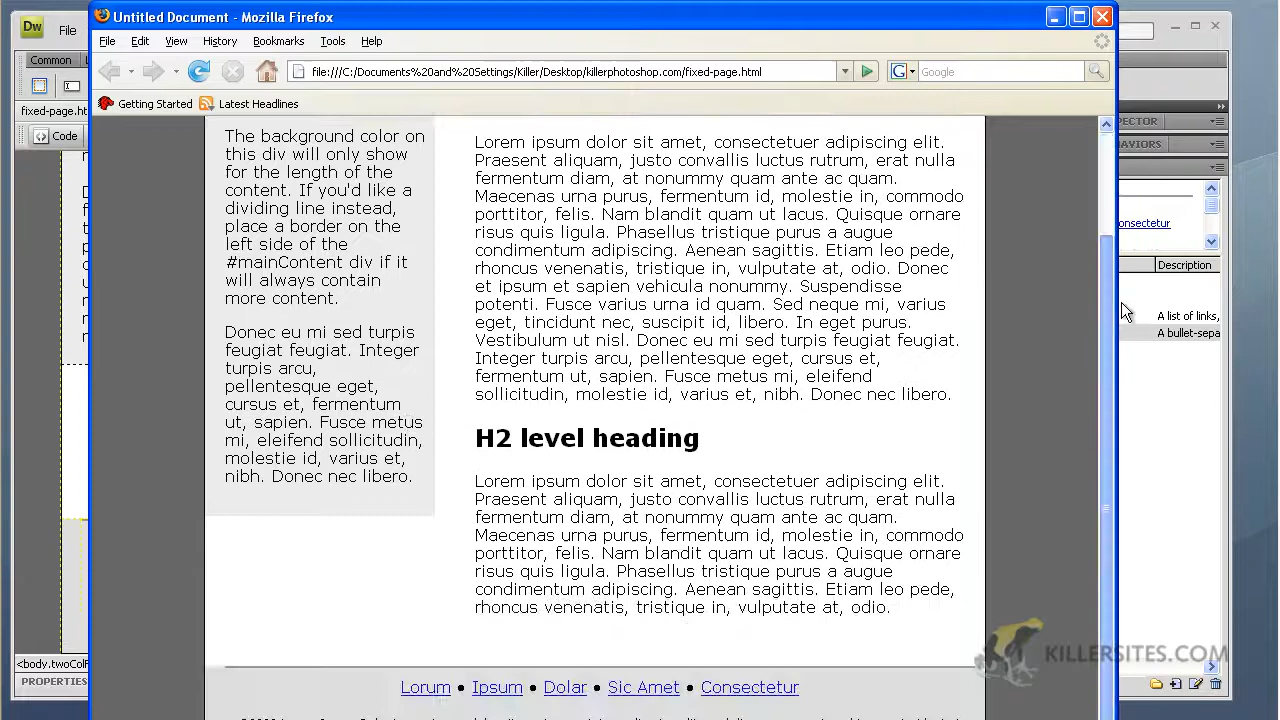 Untitled Document - Mozilla Firefox
Dw
File
File Edit View History Bookmarks Tools Help
Common
file:///C:/Documents%20and%20Settings/Killer/Desktop/killerphotoshop.com/fixed-page.html
G
Google
Getting Started
Latest Headlines
fixed-page.ht
Code
The background color on
this div will only show
for the length of the
content. If you'd like a
dividing line instead,
place a border on the
left side of the
#mainContent div if it
will always contain
more content.
Donec eu mi sed turpis
feugiat feugiat. Integer
turpis arcu,
pellentesque eget,
cursus et, fermentum
ut, sapien. Fusce metus
mi, eleifend sollicitudin,
molestie id, varius et,
nibh. Donec nec libero.
Lorem ipsum dolor sit amet, consectetuer adipiscing elit.
Praesent aliquam, justo convallis luctus rutrum, erat nulla
fermentum diam, at nonummy quam ante ac quam.
Maecenas urna purus, fermentum id, molestie in, commodo
porttitor, felis. Nam blandit quam ut lacus. Quisque ornare
risus quis ligula. Phasellus tristique purus a augue
condimentum adipiscing. Aenean sagittis. Etiam leo pede,
rhoncus venenatis, tristique in, vulputate at, odio. Donec
et ipsum et sapien vehicula nonummy. Suspendisse
potenti. Fusce varius urna id quam. Sed neque mi, varius
eget, tincidunt nec, suscipit id, libero. In eget purus.
Vestibulum ut nisl. Donec eu mi sed turpis feugiat feugiat.
Integer turpis arcu, pellentesque eget, cursus et,
fermentum ut, sapien. Fusce metus mi, eleifend
sollicitudin, molestie id, varius et, nibh. Donec nec libero.
H2 level heading
Lorem ipsum dolor sit amet, consectetuer adipiscing elit.
Praesent aliquam, justo convallis luctus rutrum, erat nulla
fermentum diam, at nonummy quam ante ac quam.
Maecenas urna purus, fermentum id, molestie in, commodo
porttitor, felis. Nam blandit quam ut lacus. Quisque ornare
risus quis ligula. Phasellus tristique purus a augue
condimentum adipiscing. Aenean sagittis. Etiam leo pede,
rhoncus venenatis, tristique in, vulputate at, odio.
Lorum • Ipsum • Dolar • Sic Amet • Consectetur
PECTOR
HAVIORS
onsectetur
Description
A list of links,
A bullet-sepa
KILLERSITES.COM
<body.twoColF
PROPERTIES